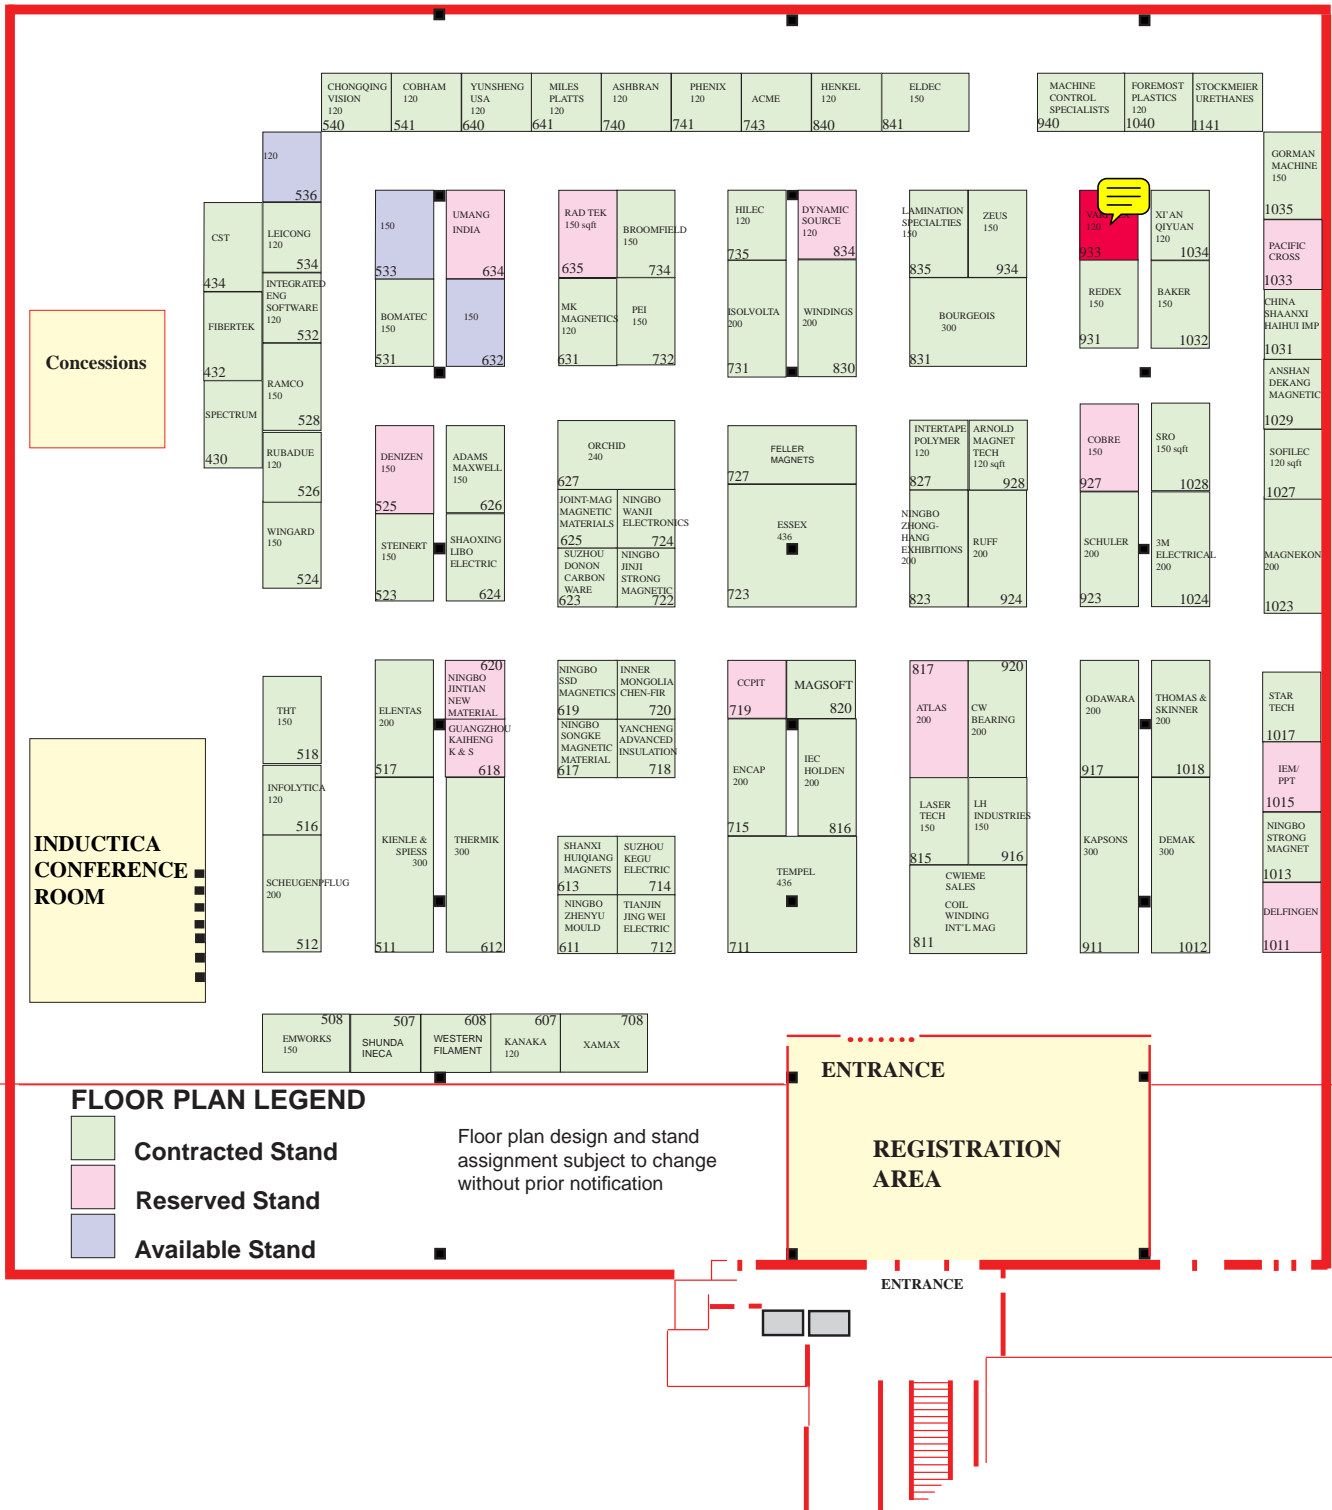 CHONGQING
VISION
120
540
COBHAM
120
541
YUNSHENG
USA
120
640
MILES
PLATTS
120
641
ASHBRAN
120
740
PHENIX
120
741
ACME
743
HENKEL
120
840
ELDEC
150
841
MACHINE
CONTROL
SPECIALISTS
940
FOREMOST
PLASTICS
120
1040
STOCKMEIER
URETHANES
1141
120
536
CST
434
LEICONG
120
534
INTEGRATED
ENG
SOFTWARE
120
532
FIBERTEK
432
RAMCO
150
528
SPECTRUM
430
RUBADUE
120
526
WINGARD
150
524
150
533
UMANG
INDIA
634
BOMATEC
150
531
150
632
RAD TEK
150 sqft
635
BROOMFIELD
150
734
MK
MAGNETICS
120
631
PEI
150
732
HILEC
120
735
DYNAMIC
SOURCE
120
834
ISOLVOLTA
200
731
WINDINGS
200
830
LAMINATION
SPECIALTIES
150
835
ZEUS
150
934
BOURGEOIS
300
831
120
933
XI'AN
QIYUAN
120
1034
REDEX
150
931
BAKER
150
1032
GORMAN
MACHINE
150
1035
PACIFIC
CROSS
1033
CHINA
SHAANXI
HAIHUI IMP
1031
ANSHAN
DEKANG
MAGNETIC
1029
SOFILEC
120 sqft
1027
MAGNEKON
200
1023
Concessions
DENIZEN
150
525
ADAMS
MAXWELL
150
626
STEINERT
150
523
SHAOXING
LIBO
ELECTRIC
624
ORCHID
240
627
JOINT-MAG
MAGNETIC
MATERIALS
625
NINGBO
WANJI
ELECTRONICS
724
SUZHOU
DONON
CARBON
WARE
623
NINGBO
JINJI
STRONG
MAGNETIC
722
FELLER
MAGNETS
727
ESSEX
436
723
INTERTAPE
POLYMER
120
827
ARNOLD
MAGNET
TECH
120 sqft
928
NINGBO
ZHONG-
HANG
EXHIBITIONS
200
823
RUFF
200
924
COBRE
150
927
SRO
150 sqft
1028
SCHULER
200
923
3M
ELECTRICAL
200
1024
THT
150
518
INFOLYTICA
120
516
SCHEUGENPFLUG
200
512
ELENTAS
200
517
620
NINGBO
JINTIAN
NEW
MATERIAL
GUANGZHOU
KAIHENG
K & S
618
KIENLE &
SPIESS
300
511
THERMIK
300
612
NINGBO
SSD
MAGNETICS
619
INNER
MONGOLIA
CHEN-FIR
720
NINGBO
SONGKE
MAGNETIC
MATERIAL
617
YANCHENG
ADVANCED
INSULATION
718
SHANXI
HUIQIANG
MAGNETS
613
SUZHOU
KEGU
ELECTRIC
714
NINGBO
ZHENYU
MOULD
611
TIANJIN
JING WEI
ELECTRIC
712
CCPIT
719
MAGSOFT
820
ENCAP
200
715
IEC
HOLDEN
200
816
TEMPEL
436
711
817
ATLAS
200
920
CW
BEARING
200
LASER
TECH
150
815
LH
INDUSTRIES
150
916
CWIEME
SALES
COIL
WINDING
INT'L MAG
811
ODAWARA
200
917
THOMAS &
SKINNER
200
1018
KAPSONS
300
911
DEMAK
300
1012
STAR
TECH
1017
IEM/
PPT
1015
NINGBO
STRONG
MAGNET
1013
DELFINGEN
1011
INDUCTICA
CONFERENCE
ROOM
508
EMWORKS
150
507
SHUNDA
INECA
608
WESTERN
FILAMENT
607
KANAKA
120
708
XAMAX
ENTRANCE
REGISTRATION
AREA
FLOOR PLAN LEGEND
Contracted Stand
Reserved Stand
Available Stand
Floor plan design and stand
assignment subject to change
without prior notification
ENTRANCE